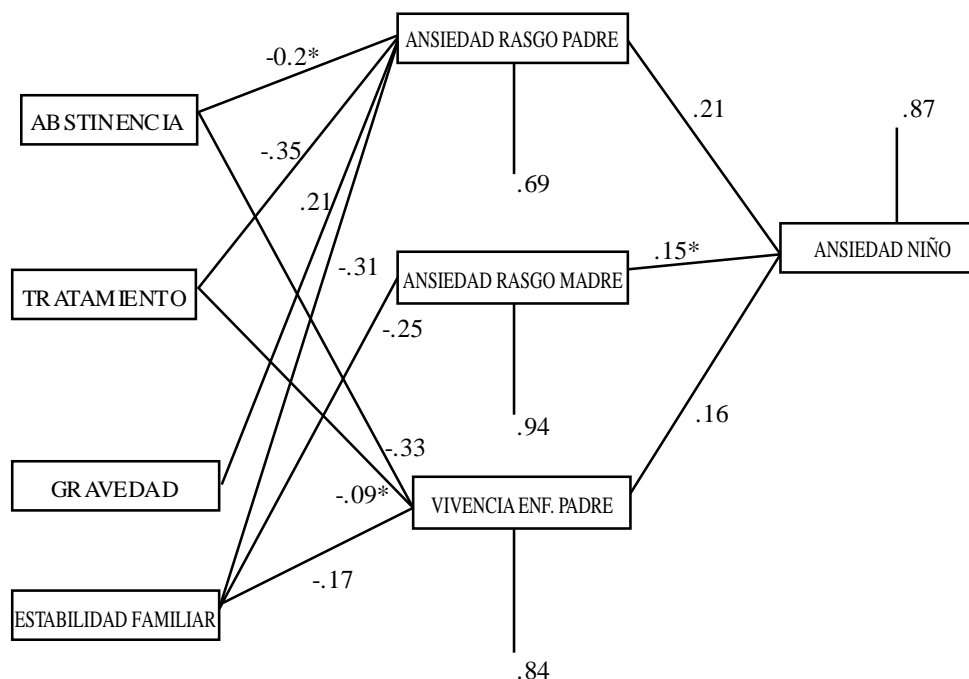 ANSIEDAD RASGO PADRE
-0.2*
ABSTINENCIA
.21
.87
-.35
.69
.21
ANSIEDAD NIÑO
.15*
-.31
ANSIEDAD RASGO MADRE
TRATAMIENTO
-.25
.94
.16
-.33
GRAVEDAD
-.09*
VIVENCIA ENF. PADRE
-.17
ESTABILIDAD FAMILIAR
.84